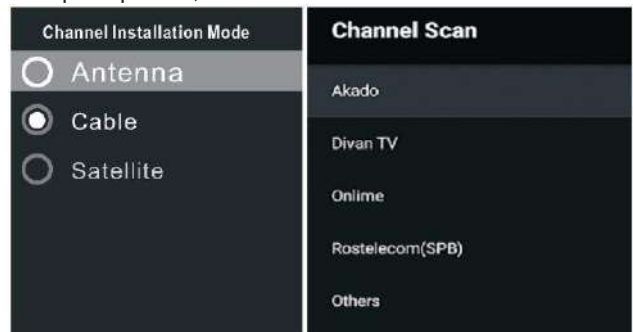 Channel Installation Mode
Antenna
Cable
Satellite
Channel Scan
Akado
Divan TV
Onlime
Rostelecom(SPB)
Others